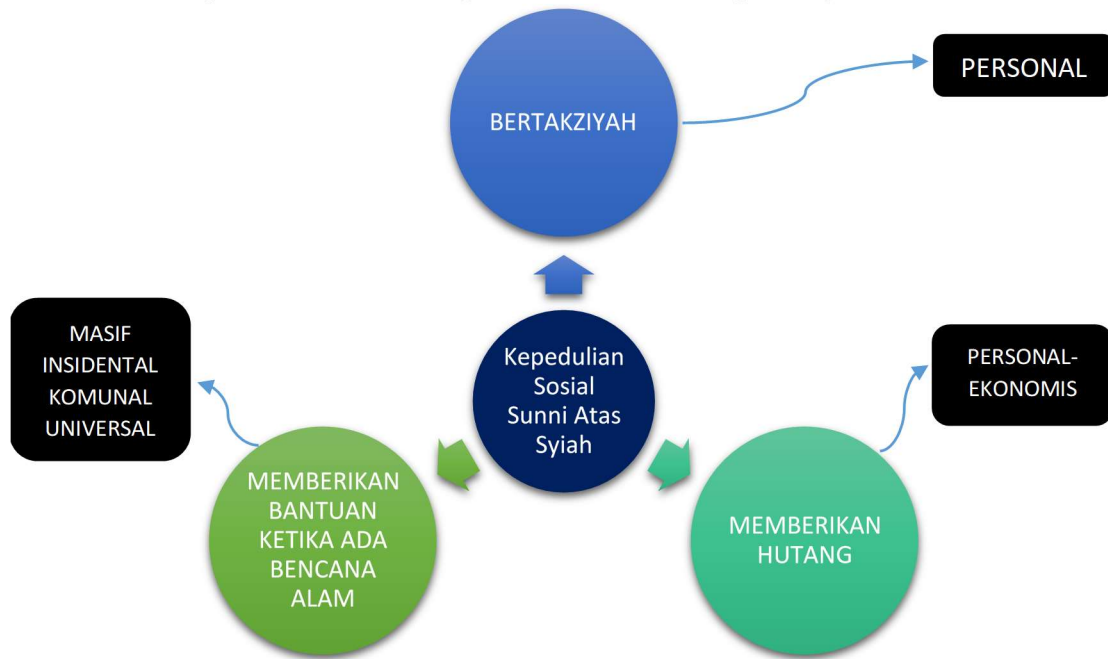 BERTAKZIYAH
PERSONAL
MASIF
INSIDENTAL
KOMUNAL
UNIVERSAL
Kepedulian
Sosial
Sunni Atas
Syiah
PERSONAL-
EKONOMIS
MEMBERIKAN
BANTUAN
KETIKA ADA
BENCANA
ALAM
MEMBERIKAN
HUTANG